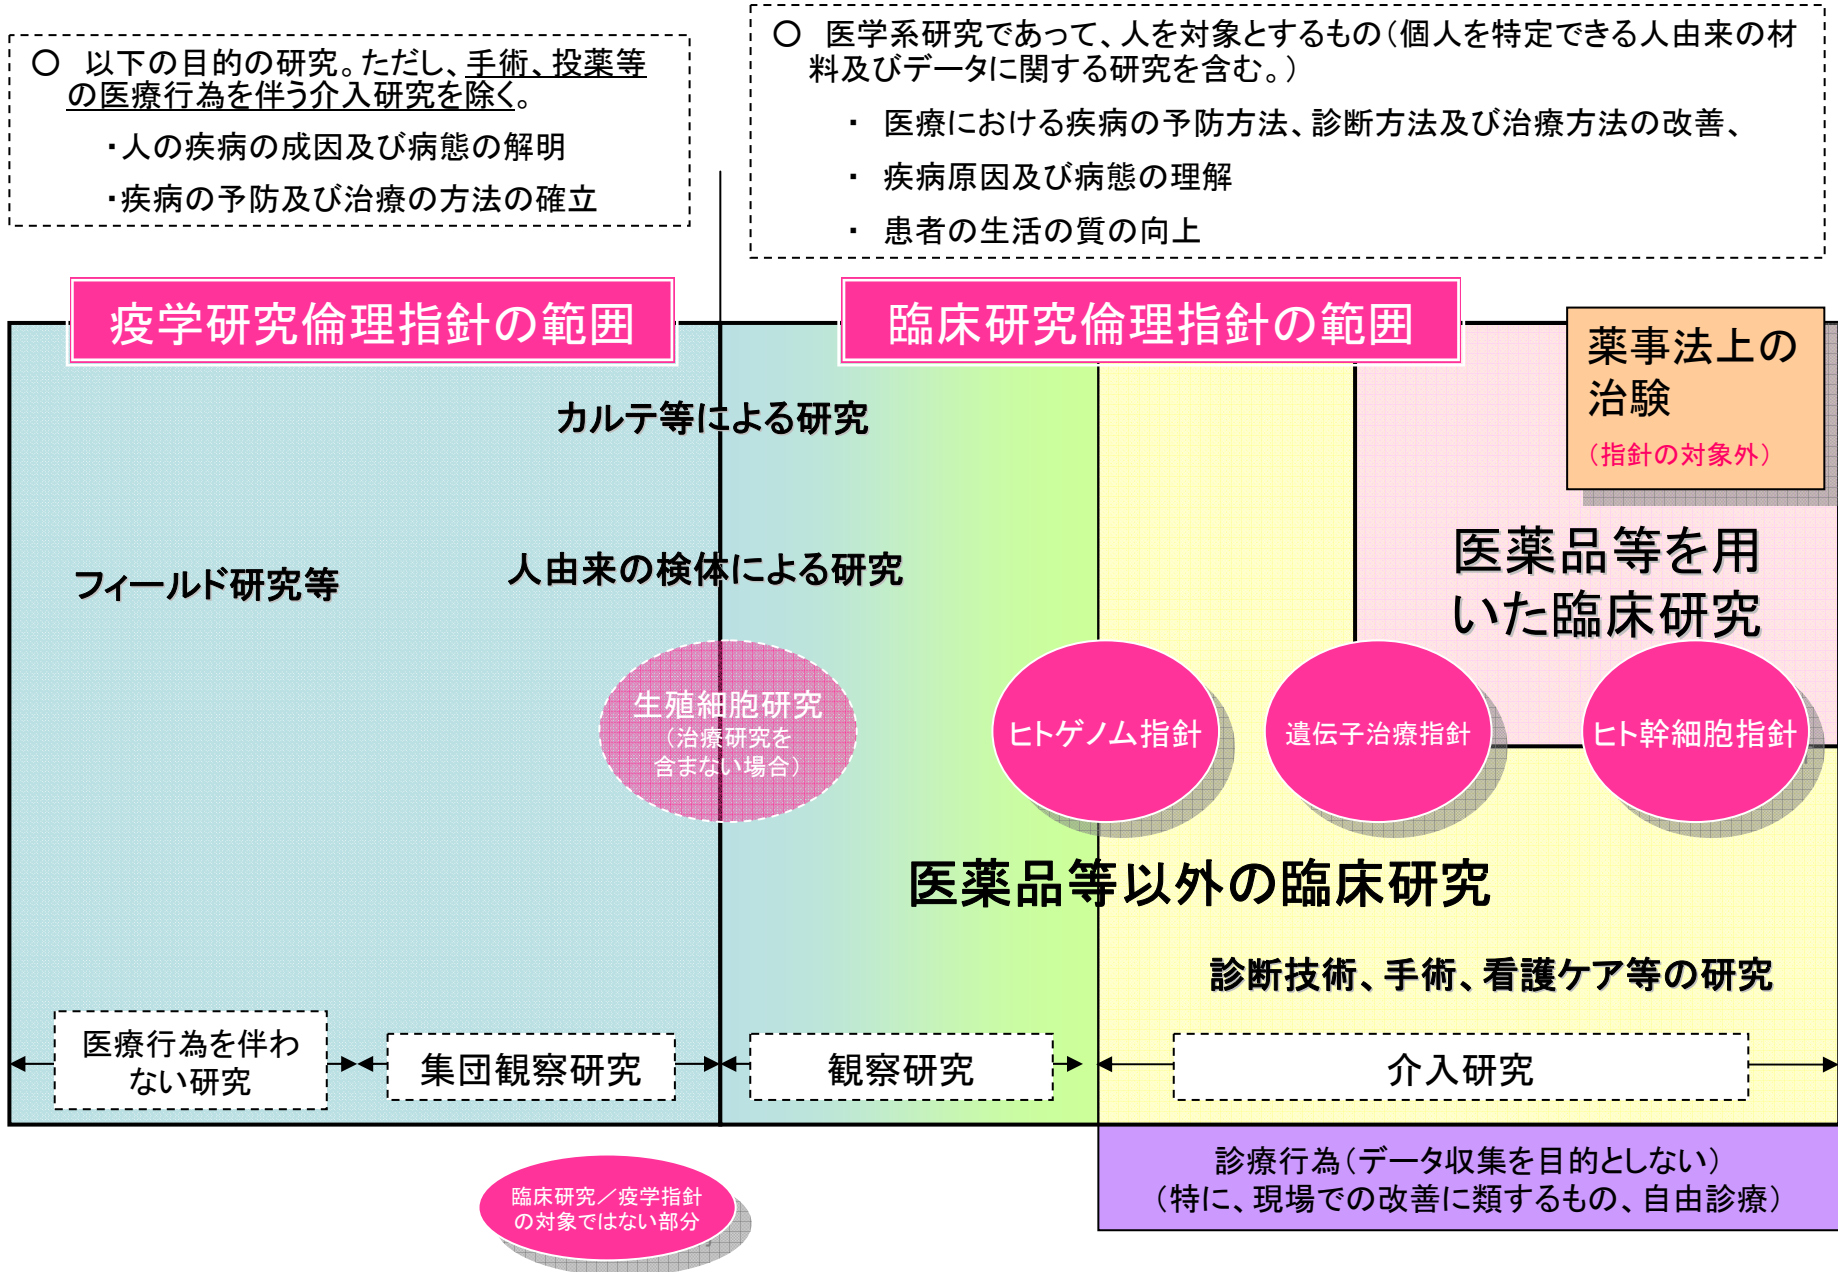 ○ 以下の目的の研究。ただし、手術、投薬等
の医療行為を伴う介入研究を除く。
・人の疾病の成因及び病態の解明
・疾病の予防及び治療の方法の確立
○ 医学系研究であって、人を対象とするもの(個人を特定できる人由来の材
料及びデータに関する研究を含む。)
・ 医療における疾病の予防方法、診断方法及び治療方法の改善、
・ 疾病原因及び病態の理解
・ 患者の生活の質の向上
疫学研究倫理指針の範囲
臨床研究倫理指針の範囲
薬事法上の
治験
(指針の対象外)
カルテ等による研究
フィールド研究等
人由来の検体による研究
医薬品等を用
いた臨床研究
生殖細胞研究
(治療研究を
含まない場合)
ヒトゲノム指針
遺伝子治療指針
ヒト幹細胞指針
医薬品等以外の臨床研究
診断技術、手術、看護ケア等の研究
医療行為を伴わ
ない研究
集団観察研究
観察研究
介入研究
診療行為(データ収集を目的としない)
(特に、現場での改善に類するもの、自由診療)
臨床研究/疫学指針
の対象ではない部分